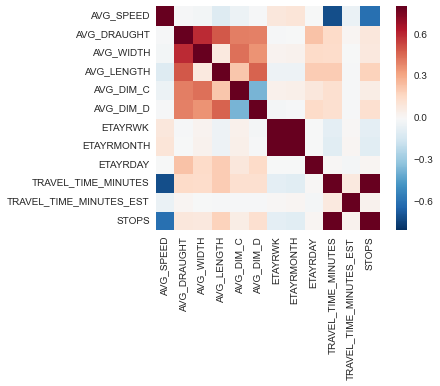 AVG_SPEED
AVG_DRAUGHT
AVG_WIDTH
AVG_LENGTH
AVG_DIM_C
AVG_DIM_D
ETAYRWK
ETAYRMONTH
ETAYRDAY
TRAVEL_TIME_MINUTES
TRAVEL_TIME_MINUTES_EST
STOPS
0.6
0.3
0.0
−0.3
−0.6
AVG_SPEED
AVG_DRAUGHT
AVG_WIDTH
AVG_LENGTH
AVG_DIM_C
AVG_DIM_D
ETAYRWK
ETAYRMONTH
ETAYRDAY
TRAVEL_TIME_MINUTES
TRAVEL_TIME_MINUTES_EST
STOPS